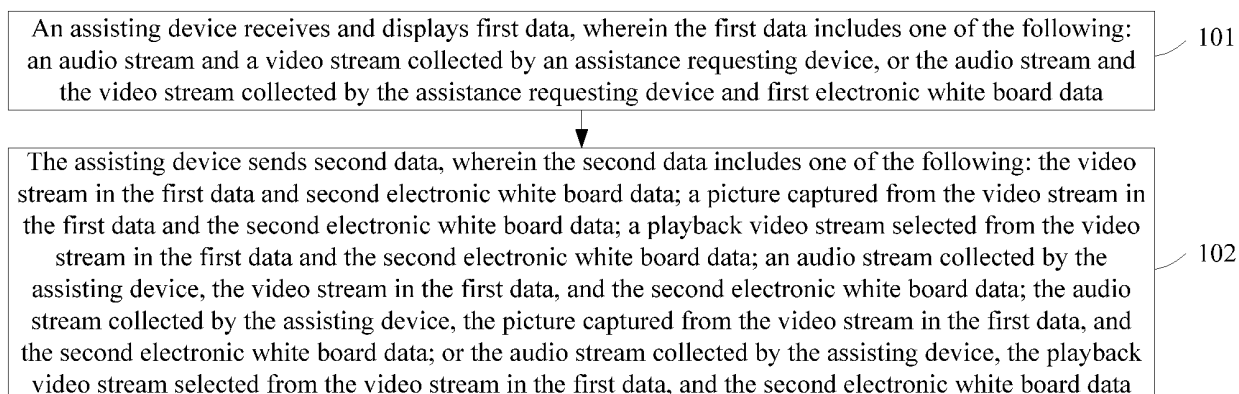 An assisting device receives and displays first data, wherein the first data includes one of the following:
an audio stream and a video stream collected by an assistance requesting device, or the audio stream and
the video stream collected by the assistance requesting device and first electronic white board data
101
The assisting device sends second data, wherein the second data includes one of the following: the video
stream in the first data and second electronic white board data; a picture captured from the video stream in
the first data and the second electronic white board data; a playback video stream selected from the video
stream in the first data and the second electronic white board data; an audio stream collected by the
assisting device, the video stream in the first data, and the second electronic white board data; the audio
stream collected by the assisting device, the picture captured from the video stream in the first data, and
the second electronic white board data; or the audio stream collected by the assisting device, the playback
video stream selected from the video stream in the first data, and the second electronic white board data
102